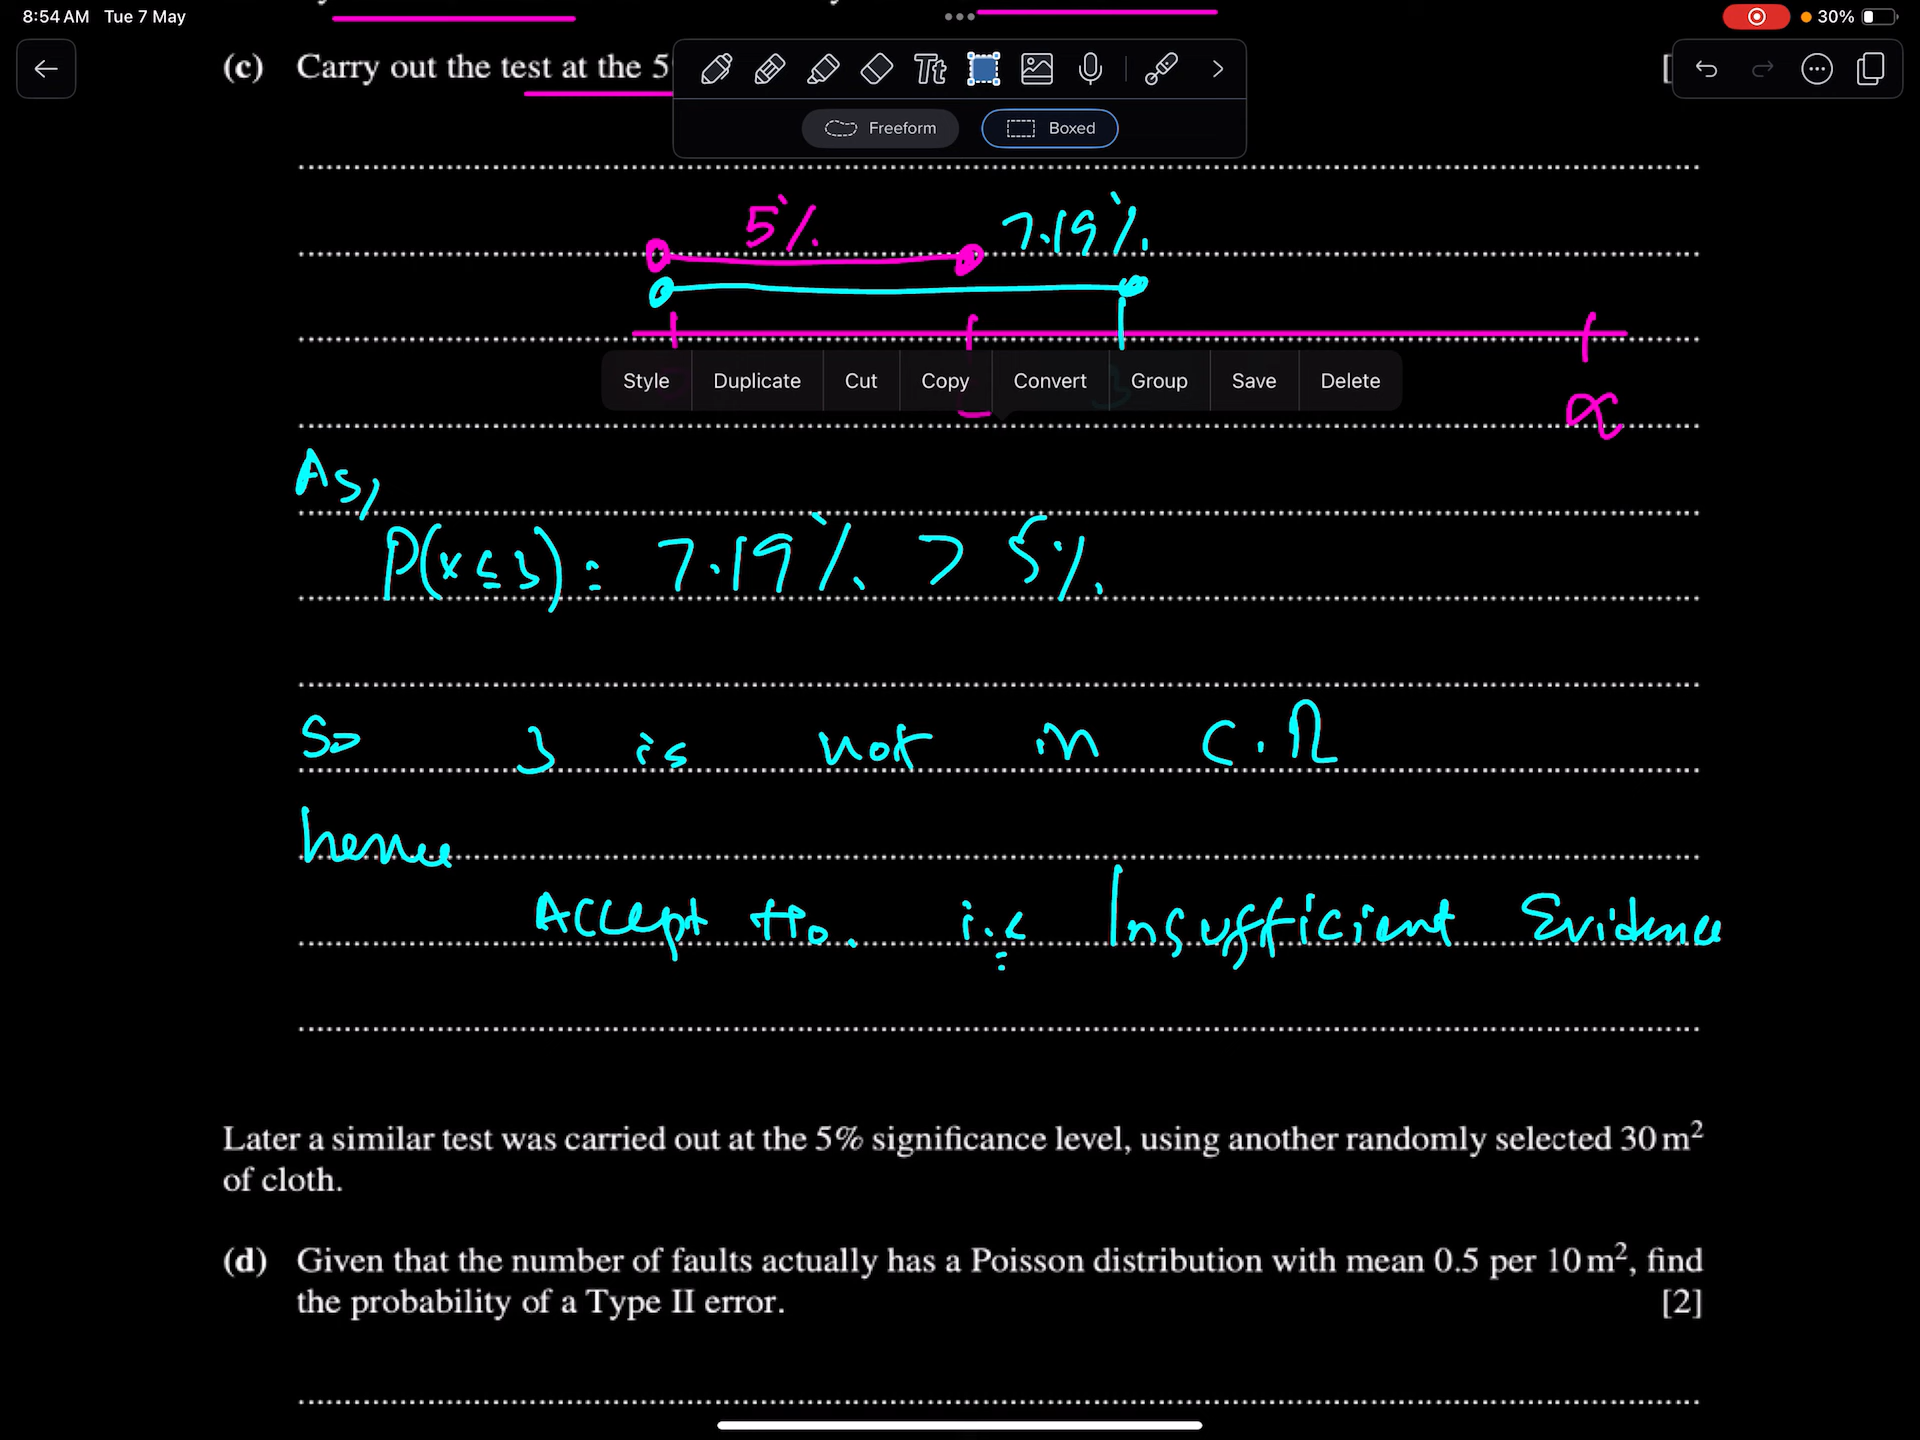 8:54 AM Tue 7 May
30%
(c) Carry out the test at the 5
[
Freeform
Boxed
5%
7.19%.
Style
Duplicate
Cut
Copy
Convert
Group
Save
Delete
As,
P(x ≤ 3) = 7.19%. > 5%.
So 3 is not in C.R
hence
Accept Ho. i.e Insufficient Evidence
Later a similar test was carried out at the 5% significance level, using another randomly selected 30 m²
of cloth.
(d) Given that the number of faults actually has a Poisson distribution with mean 0.5 per 10 m², find
the probability of a Type II error.
[2]